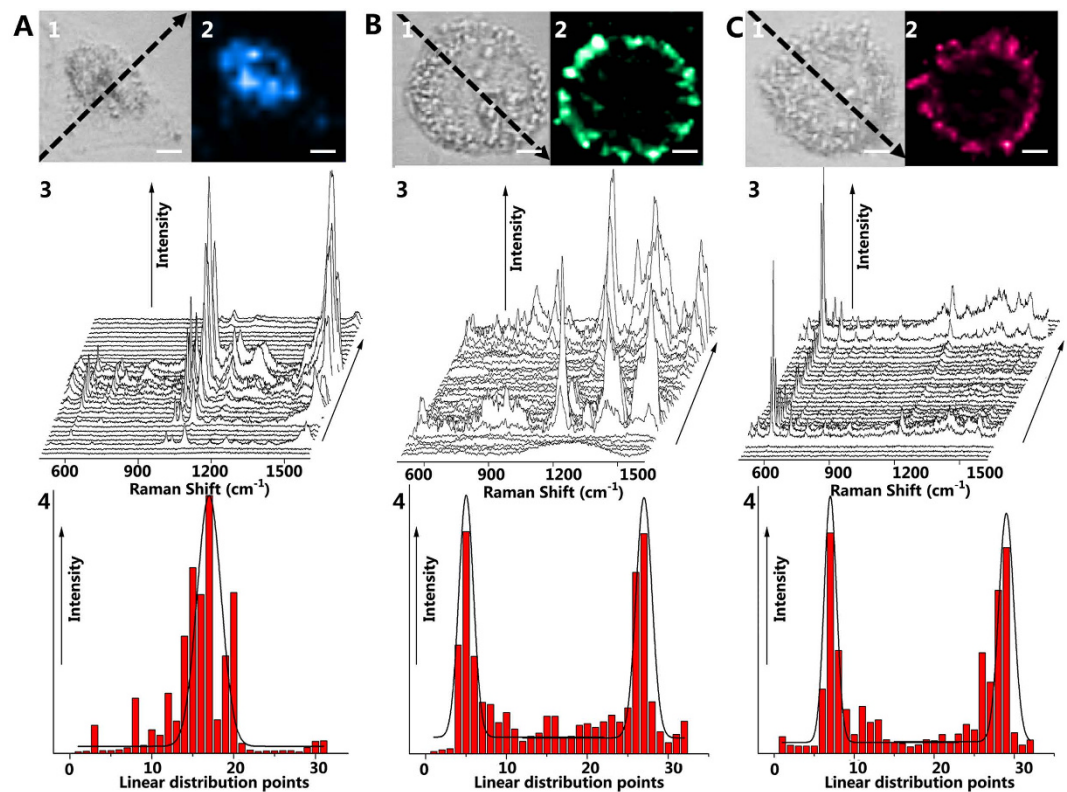 A 1 2 B 1 2 C 1 2
3 3 3
Intensity Intensity Intensity
600 900 1200 1500 600 900 1200 1500 600 900 1200 1500
Raman Shift (cm-1) Raman Shift (cm-1) Raman Shift (cm-1)
4 4 4
Intensity Intensity Intensity
0 10 20 30 0 10 20 30 0 10 20 30
Linear distribution points Linear distribution points Linear distribution points